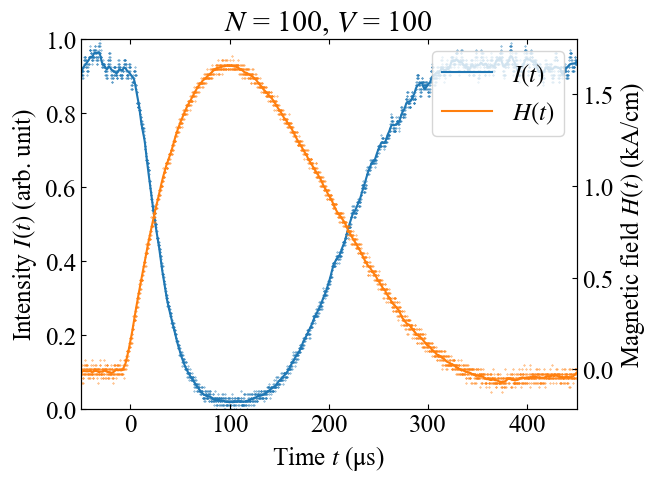 N = 100, V = 100
1.0
0.8
0.6
0.4
0.2
0.0
Intensity I(t) (arb. unit)
I(t)
H(t)
1.5
1.0
0.5
0.0
Magnetic field H(t) (kA/cm)
0
100
200
300
400
Time t (μs)